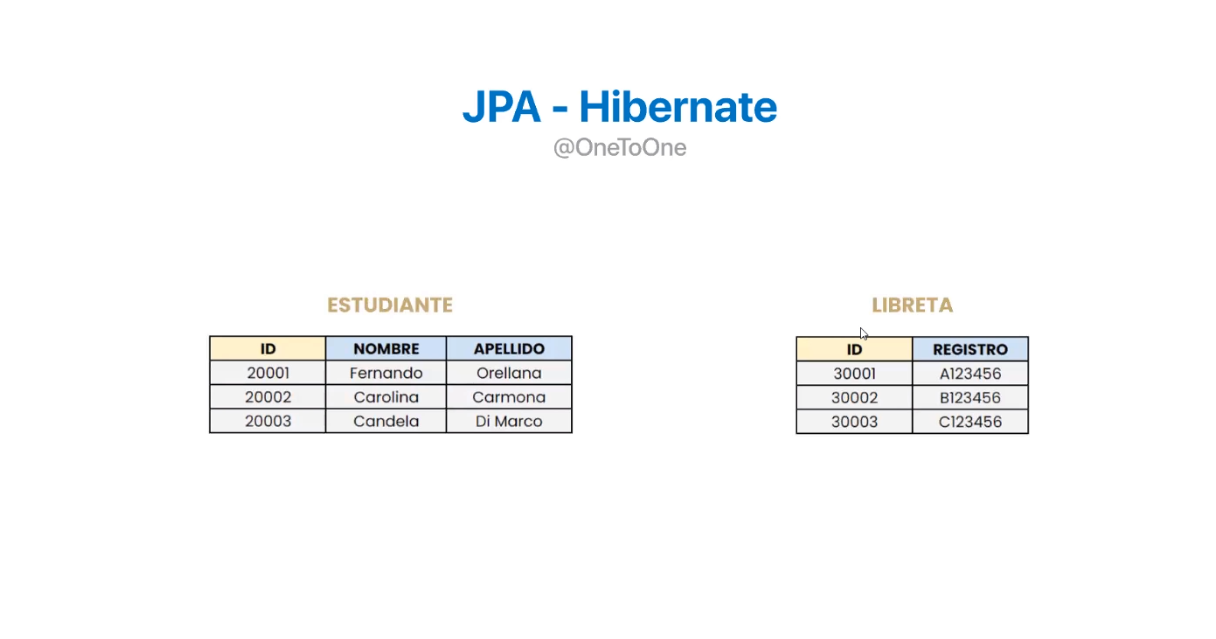 JPA - Hibernate
@OneToOne
ESTUDIANTE
ID NOMBRE APELLIDO
20001 Fernando Orellana
20002 Carolina Carmona
20003 Candela Di Marco
LIBRETA
ID REGISTRO
30001 A123456
30002 B123456
30003 C123456